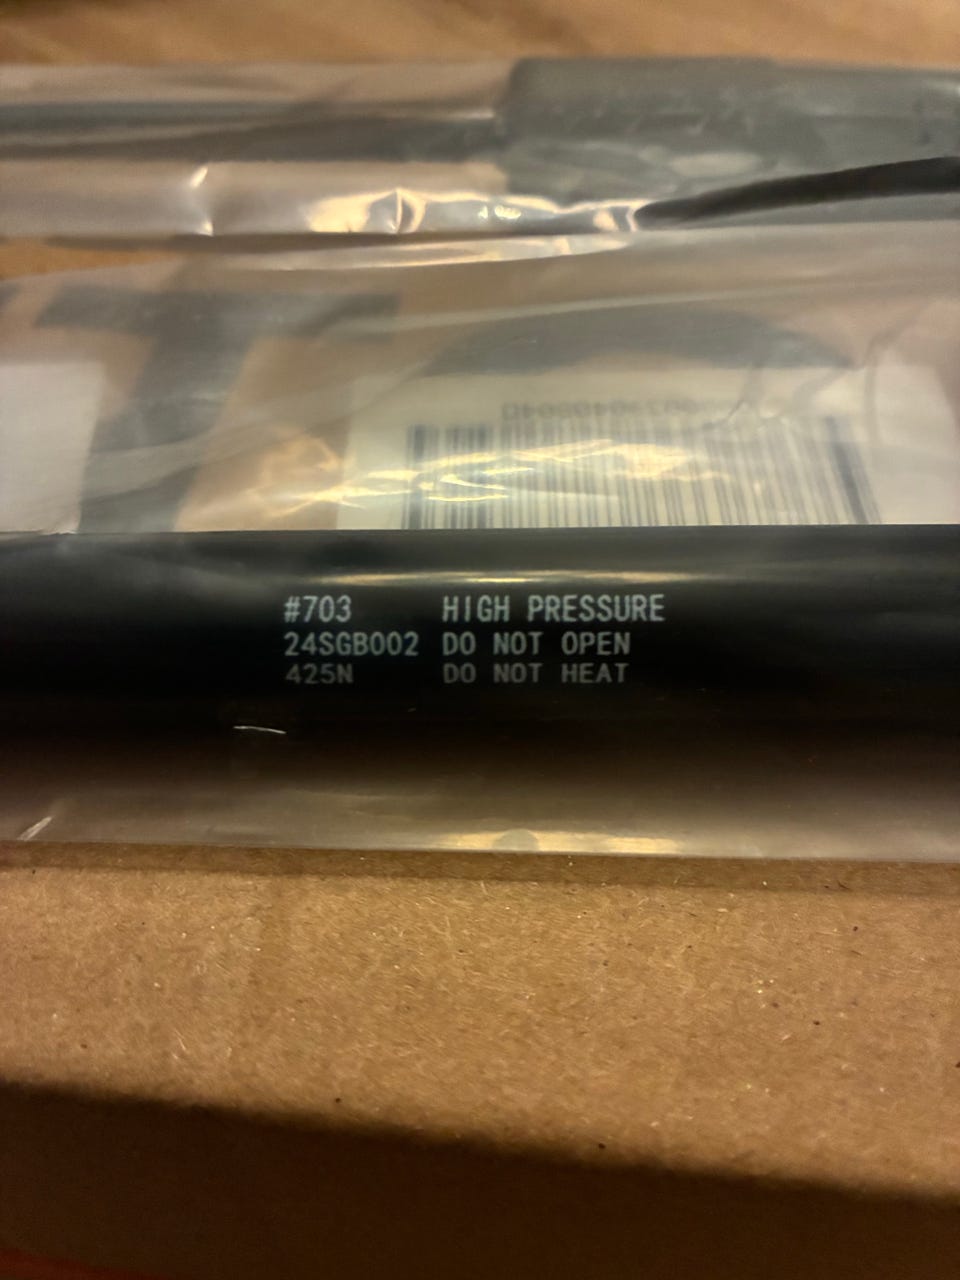 #703 HIGH PRESSURE
24SGB002 DO NOT OPEN
425N DO NOT HEAT